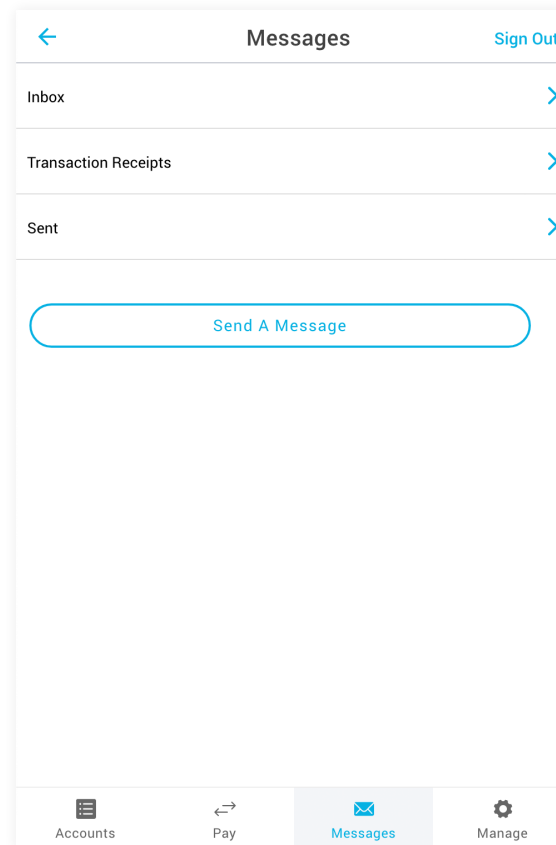 Messages
Sign Out
Inbox
Transaction Receipts
Sent
Send A Message
Accounts
Pay
Messages
Manage